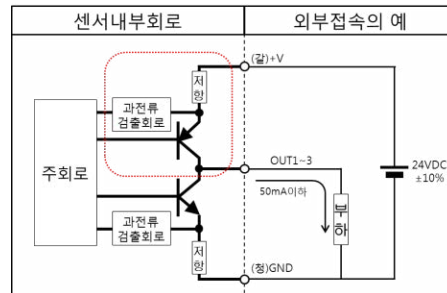 센서내부회로
외부접속의 예
(갈)+V
저항
과전류
검출회로
주회로
OUT1~3
50mA이하
부하
24VDC
±10%
과전류
검출회로
저항
(청)GND